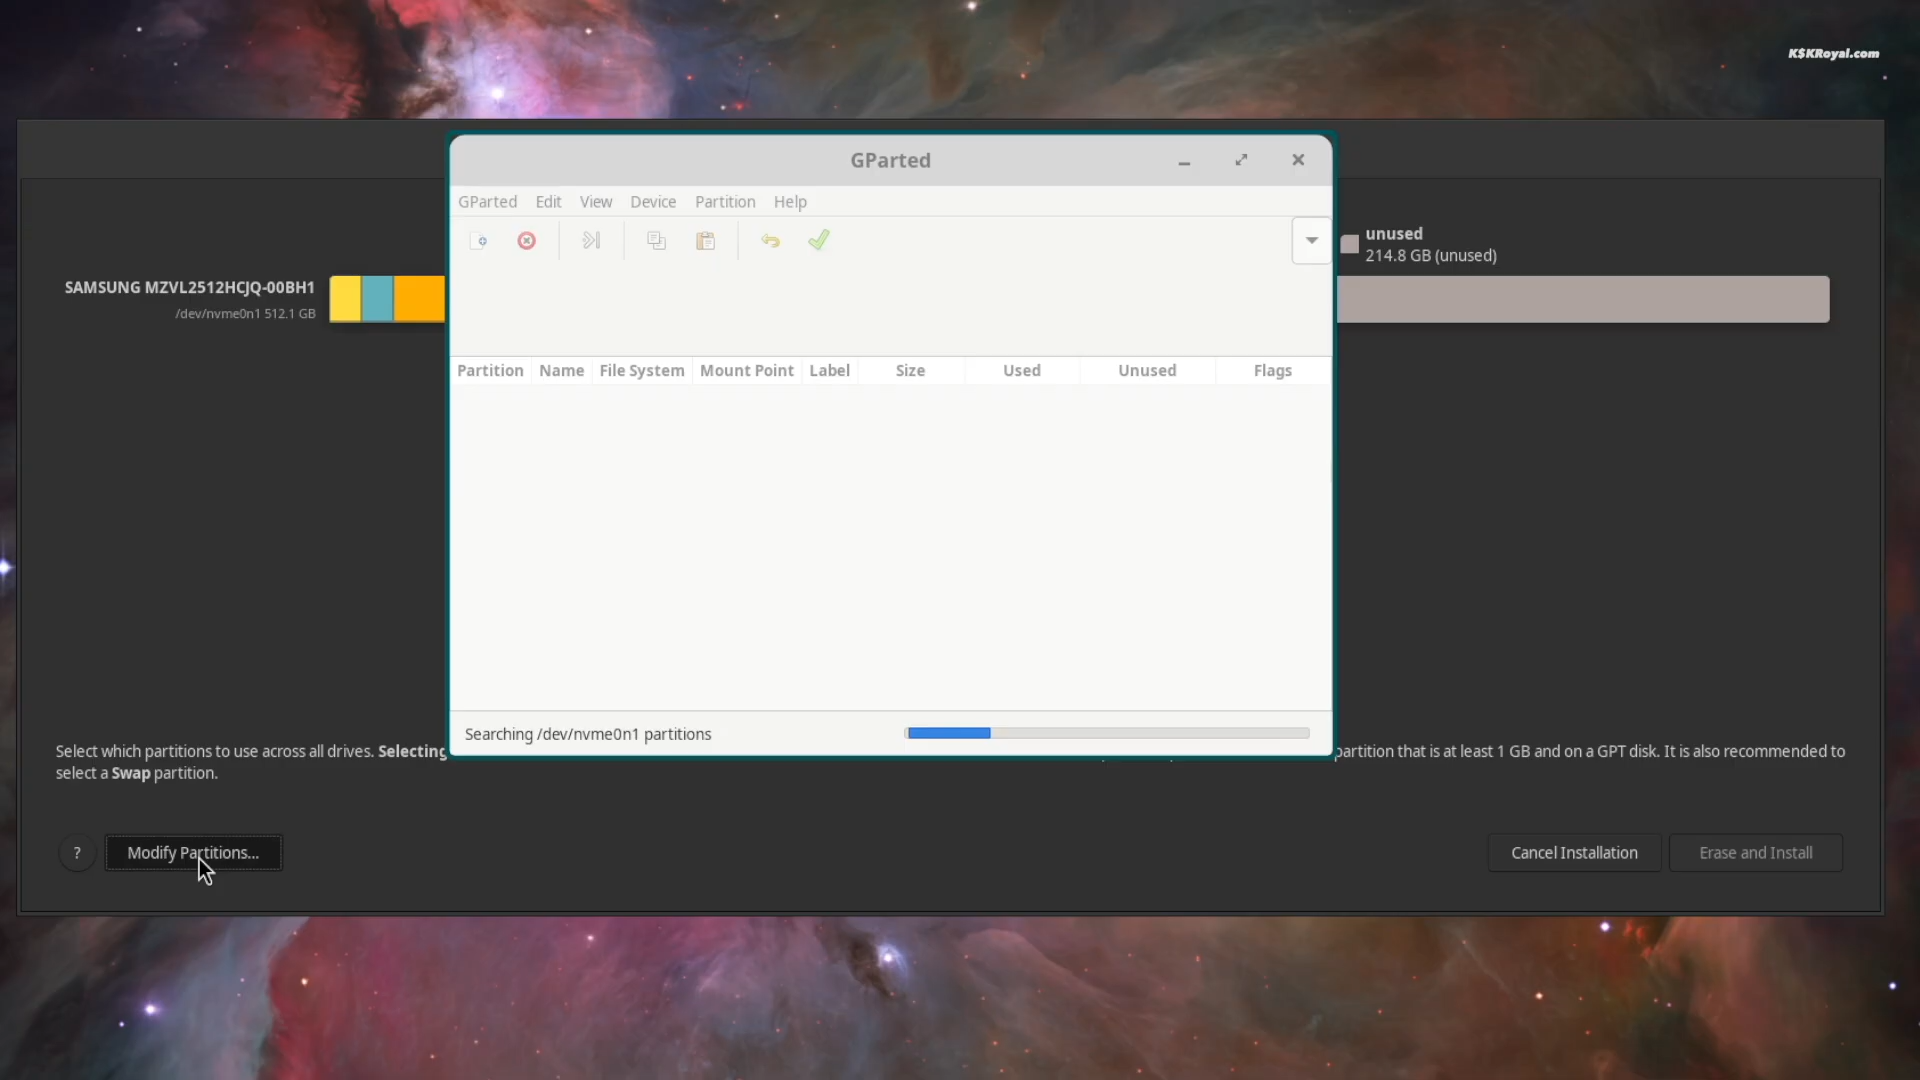 K$KRoyal.com
GParted
GParted Edit View Device Partition Help
unused
214.8 GB (unused)
SAMSUNG MZVL2512HCJQ-00BH1
/dev/nvme0n1 512.1 GB
Partition Name File System Mount Point Label Size Used Unused Flags
Searching /dev/nvme0n1 partitions
Select which partitions to use across all drives. Selecting partition that is at least 1 GB and on a GPT disk. It is also recommended to
select a Swap partition.
? Modify Partitions... Cancel Installation Erase and Install